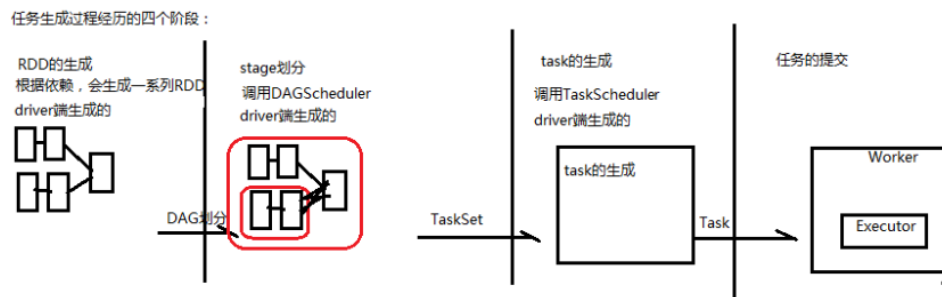 任务生成过程经历的四个阶段：
RDD的生成
根据依赖，会生成一系列RDD
driver端生成的
DAG划分
stage划分
调用DAGScheduler
driver端生成的
TaskSet
task的生成
调用TaskScheduler
driver端生成的
task的生成
Task
任务的提交
Worker
Executor